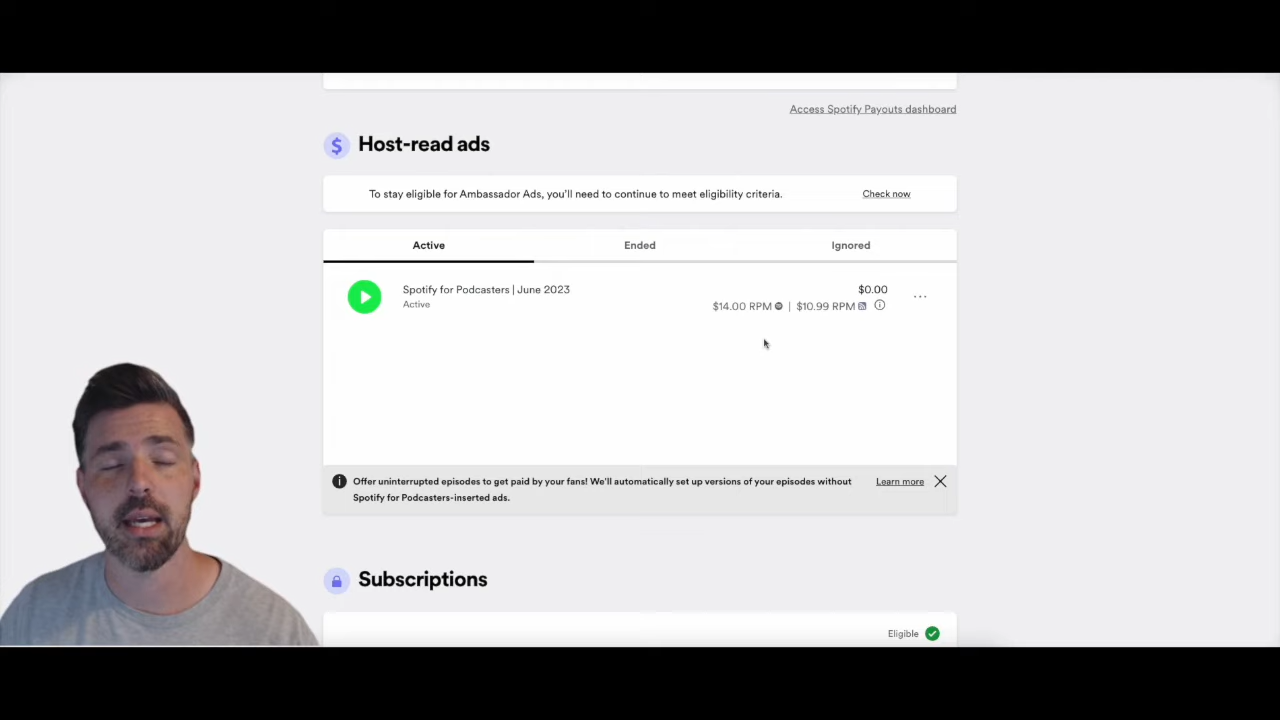 Access Spotify Payouts dashboard
$ Host-read ads
To stay eligible for Ambassador Ads, you'll need to continue to meet eligibility criteria. Check now
Active Ended Ignored
Spotify for Podcasters | June 2023 $0.00
Active $14.00 RPM | $10.99 RPM
Offer uninterrupted episodes to get paid by your fans! We'll automatically set up versions of your episodes without Learn more
Spotify for Podcasters-inserted ads.
Subscriptions
Eligible